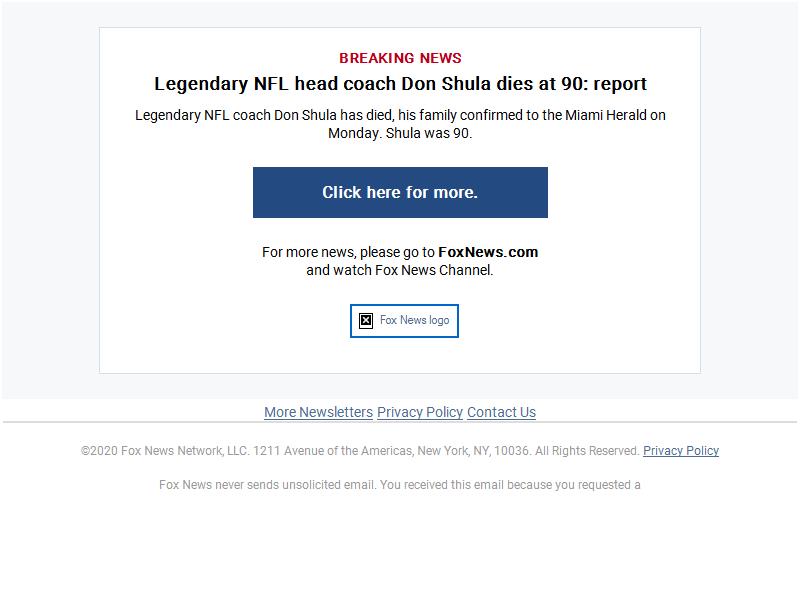 BREAKING NEWS
Legendary NFL head coach Don Shula dies at 90: report
Legendary NFL coach Don Shula has died, his family confirmed to the Miami Herald on
Monday. Shula was 90.
Click here for more.
For more news, please go to FoxNews.com
and watch Fox News Channel.
Fox News logo
More Newsletters Privacy Policy Contact Us
©2020 Fox News Network, LLC. 1211 Avenue of the Americas, New York, NY, 10036. All Rights Reserved. Privacy Policy
Fox News never sends unsolicited email. You received this email because you requested a